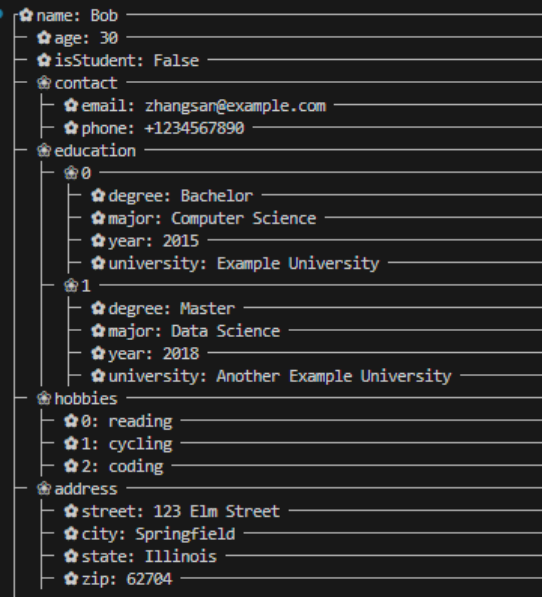 name: Bob
age: 30
isStudent: False
contact
email: zhangsan@example.com
phone: +1234567890
education
0
degree: Bachelor
major: Computer Science
year: 2015
university: Example University
1
degree: Master
major: Data Science
year: 2018
university: Another Example University
hobbies
0: reading
1: cycling
2: coding
address
street: 123 Elm Street
city: Springfield
state: Illinois
zip: 62704